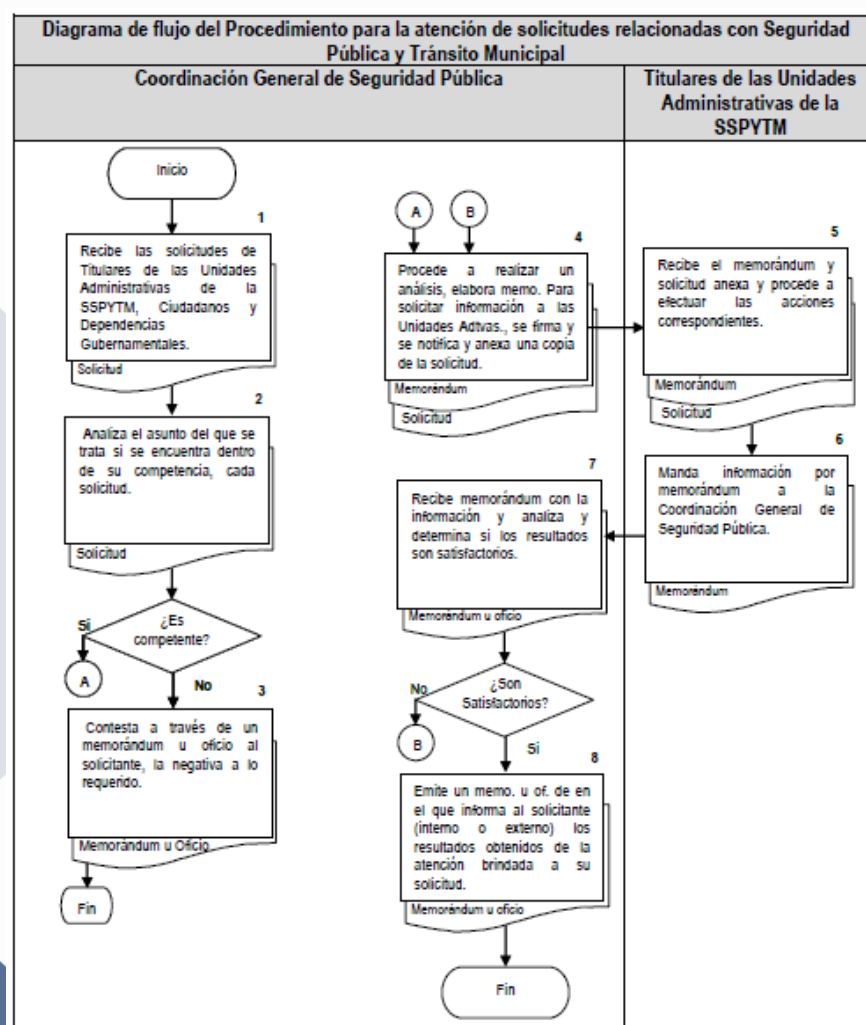 Diagrama de flujo del Procedimiento para la atención de solicitudes relacionadas con Seguridad
Pública y Tránsito Municipal
Coordinación General de Seguridad Pública
Titulares de las Unidades
Administrativas de la
SSPYTM
Inicio
1
Recibe las solicitudes de
Titulares de las Unidades
Administrativas de la
SSPYTM, Ciudadanos y
Dependencias
Gubernamentales.
Solicitud
2
Analiza el asunto del que se
trata si se encuentra dentro
de su competencia, cada
solicitud.
Solicitud
¿Es
competente?
Sí
A
No
3
Contesta a través de un
memorándum u oficio al
solicitante, la negativa a lo
requerido.
Memorándum u Oficio
Fin
A
B
4
Procede a realizar un
análisis, elabora memo. Para
solicitar información a las
Unidades Adtvas., se firma y
se notifica y anexa una copia
de la solicitud.
Memorándum
Solicitud
5
Recibe el memorándum y
solicitud anexa y procede a
efectuar las acciones
correspondientes.
Memorándum
Solicitud
6
Manda información por
memorándum a la
Coordinación General de
Seguridad Pública.
Memorándum
7
Recibe memorándum con la
información y analiza y
determina si los resultados
son satisfactorios.
Memorándum u oficio
¿Son
Satisfactorios?
No
B
Si
8
Emite un memo. u of. de en
el que informa al solicitante
(interno o externo) los
resultados obtenidos de la
atención brindada a su
solicitud.
Memorándum u oficio
Fin